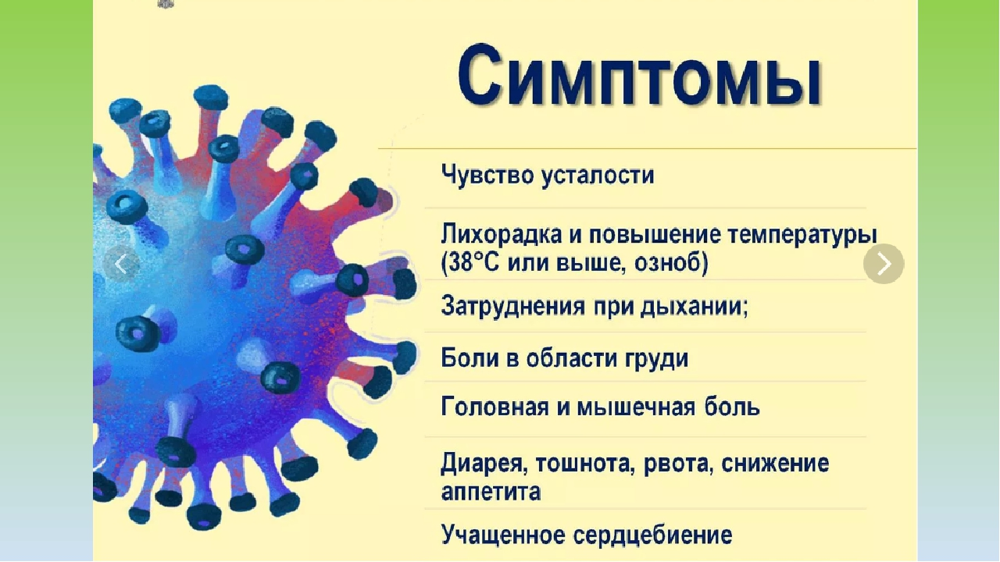 Симптомы
Чувство усталости
Лихорадка и повышение температуры
(38°С или выше, озноб)
Затруднения при дыхании;
Боли в области груди
Головная и мышечная боль
Диарея, тошнота, рвота, снижение
аппетита
Учащенное сердцебиение